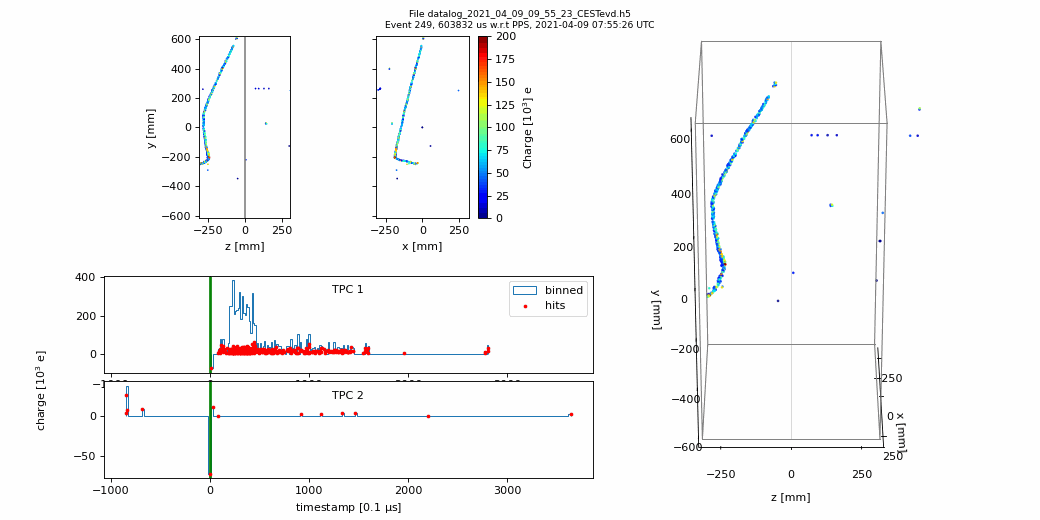 File datalog_2021_04_09_09_55_23_CESTevd.h5
Event 249, 603832 us w.r.t PPS, 2021-04-09 07:55:26 UTC
600
400
200
0
−200
−400
−600
y [mm]
−250 0 250
z [mm]
−250 0 250
x [mm]
200
175
150
125
100
75
50
25
0
Charge [10³] e
TPC 1
binned
hits
400
200
0
TPC 2
0
−50
charge [10³ e]
−1000 0 1000 2000 3000
timestamp [0.1 μs]
600
400
200
0
−200
−400
−600
y [mm]
−250
0
250
x [mm]
−250 0 250
z [mm]